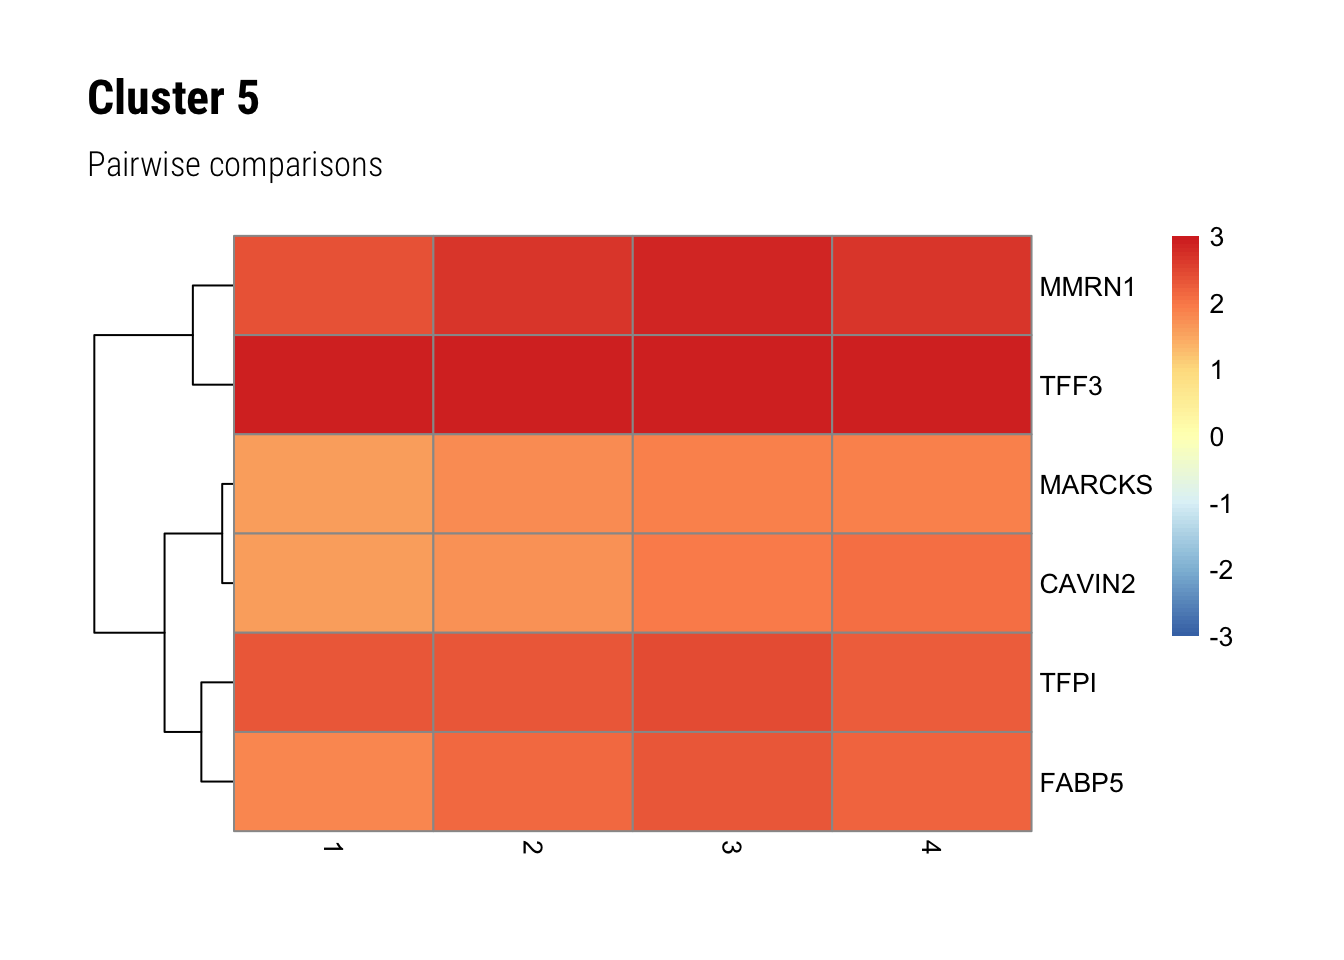 Cluster 5
Pairwise comparisons
MMRN1
TFF3
MARCKS
CAVIN2
TFPI
FABP5
1 2 3 4
3
2
1
0
-1
-2
-3